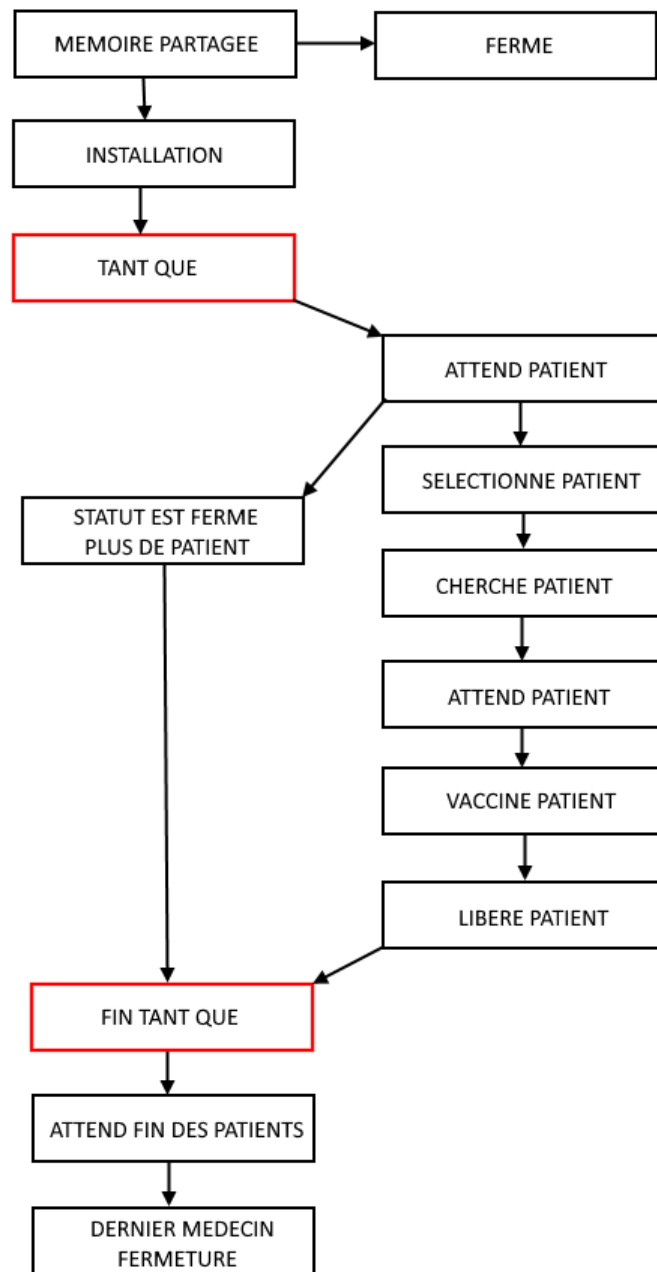 MEMOIRE PARTAGEE
FERME
INSTALLATION
TANT QUE
ATTEND PATIENT
SELECTIONNE PATIENT
STATUT EST FERME
PLUS DE PATIENT
CHERCHE PATIENT
ATTEND PATIENT
VACCINE PATIENT
LIBERE PATIENT
FIN TANT QUE
ATTEND FIN DES PATIENTS
DERNIER MEDECIN
FERMETURE